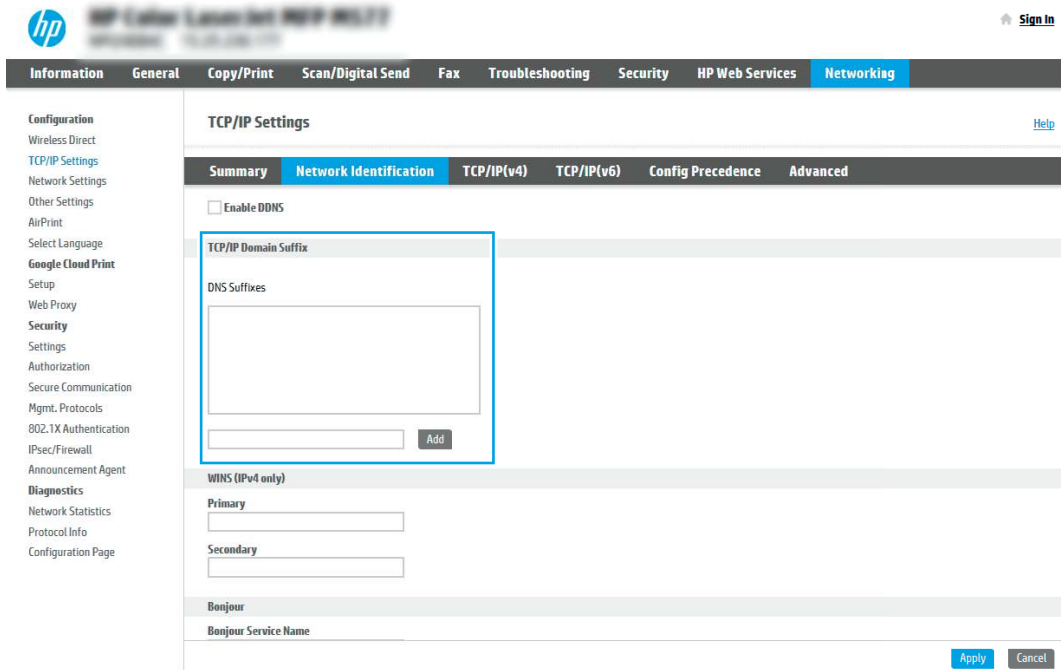 hp
Sign In
Information General Copy/Print Scan/Digital Send Fax Troubleshooting Security HP Web Services Networking
Configuration
Wireless Direct
TCP/IP Settings
Network Settings
Other Settings
AirPrint
Select Language
Google Cloud Print
Setup
Web Proxy
Security
Settings
Authorization
Secure Communication
Mgmt. Protocols
802.1X Authentication
IPsec/Firewall
Announcement Agent
Diagnostics
Network Statistics
Protocol Info
Configuration Page
TCP/IP Settings
Help
Summary Network Identification TCP/IP(v4) TCP/IP(v6) Config Precedence Advanced
Enable DDNS
TCP/IP Domain Suffix
DNS Suffixes
Add
WINS (IPv4 only)
Primary
Secondary
Bonjour
Bonjour Service Name
Apply Cancel